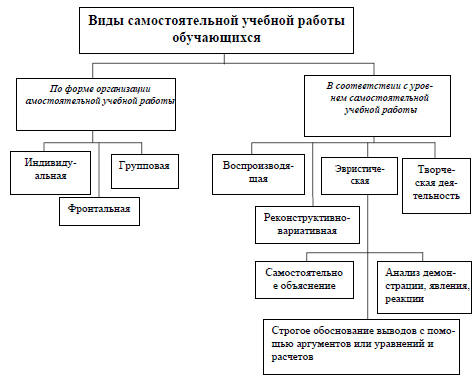 Виды самостоятельной учебной работы
обучающихся
По форме организации
амостоятельной учебной работы
В соответствии с уров-
нем самостоятельной
учебной работы
Индивиду-
альная
Групповая
Фронтальная
Воспроизводя-
щая
Эвристиче-
ская
Творче-
ская дея-
тельность
Реконструктивно-
вариативная
Самостоятельно
е объяснение
Анализ демон-
страции, явления,
реакции
Строгое обоснование выводов с помо-
щью аргументов или уравнений и
расчетов